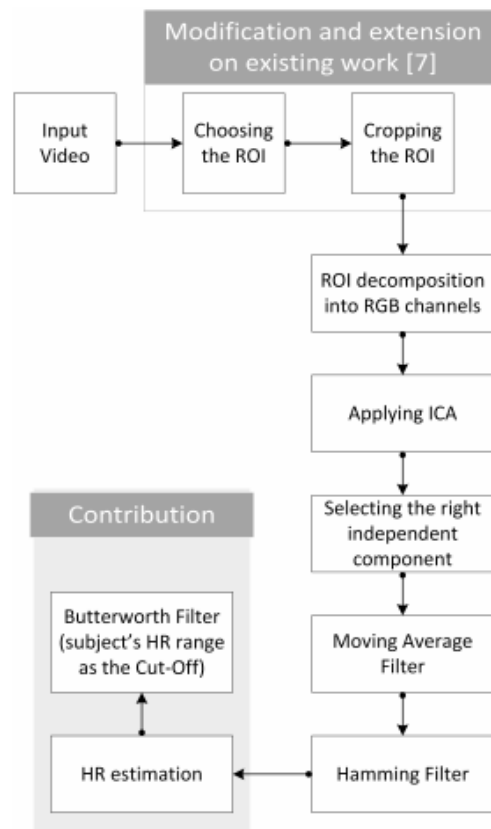 Modification and extension
on existing work [7]
Input
Video
Choosing
the ROI
Cropping
the ROI
ROI decomposition
into RGB channels
Applying ICA
Selecting the right
independent
component
Moving Average
Filter
Hamming Filter
Contribution
HR estimation
Butterworth Filter
(subject's HR range
as the Cut-Off)